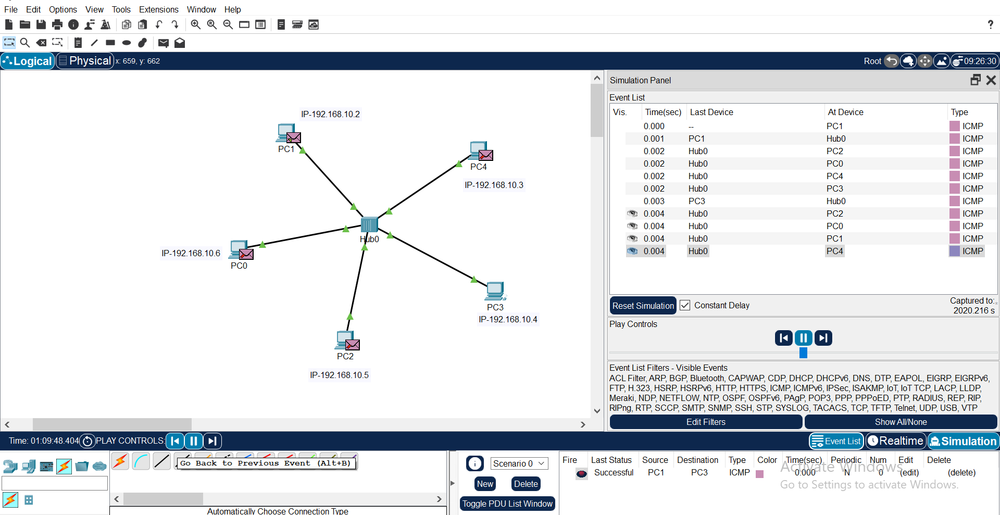 File Edit Options View Tools Extensions Window Help
?
Logical Physical x: 659, y: 662 Root 09:26:30
IP-192.168.10.2
PC1
PC4
IP-192.168.10.3
Hub0
IP-192.168.10.6
PC0
PC3
IP-192.168.10.4
PC2
IP-192.168.10.5
Simulation Panel
Event List
Vis. Time(sec) Last Device At Device Type
0.000 -- PC1 ICMP
0.001 PC1 Hub0 ICMP
0.002 Hub0 PC2 ICMP
0.002 Hub0 PC0 ICMP
0.002 Hub0 PC4 ICMP
0.002 Hub0 PC3 ICMP
0.003 PC3 Hub0 ICMP
0.004 Hub0 PC2 ICMP
0.004 Hub0 PC0 ICMP
0.004 Hub0 PC1 ICMP
0.004 Hub0 PC4 ICMP
Reset Simulation Constant Delay
Captured to:*
2020.216 s
Play Controls
Event List Filters - Visible Events
ACL Filter, ARP, BGP, Bluetooth, CAPWAP, CDP, DHCP, DHCPv6, DNS, DTP, EAPOL, EIGRP, EIGRPv6,
FTP, H.323, HSRP, HSRPv6, HTTP, HTTPS, ICMP, ICMPv6, IPSec, ISAKMP, IoT, IoT TCP, LACP, LLDP,
Meraki, NDP, NETFLOW, NTP, OSPF, OSPFv6, PAgP, POP3, PPP, PPPoED, PTP, RADIUS, REP, RIP,
RIPng, RTP, SCCP, SMTP, SNMP, SSH, STP, SYSLOG, TACACS, TCP, TFTP, Telnet, UDP, USB, VTP
Edit Filters Show All/None
Time: 01:09:48.404 PLAY CONTROLS: Event List Realtime Simulation
Go Back to Previous Event (Alt+B)
Automatically Choose Connection Type
Scenario 0
New Delete
Toggle PDU List Window
Fire Last Status Source Destination Type Color Time(sec) Periodic Num Edit Delete
Successful PC1 PC3 ICMP 0.000 N 0 (edit) (delete)
Activate Windows
Go to Settings to activate Windows.